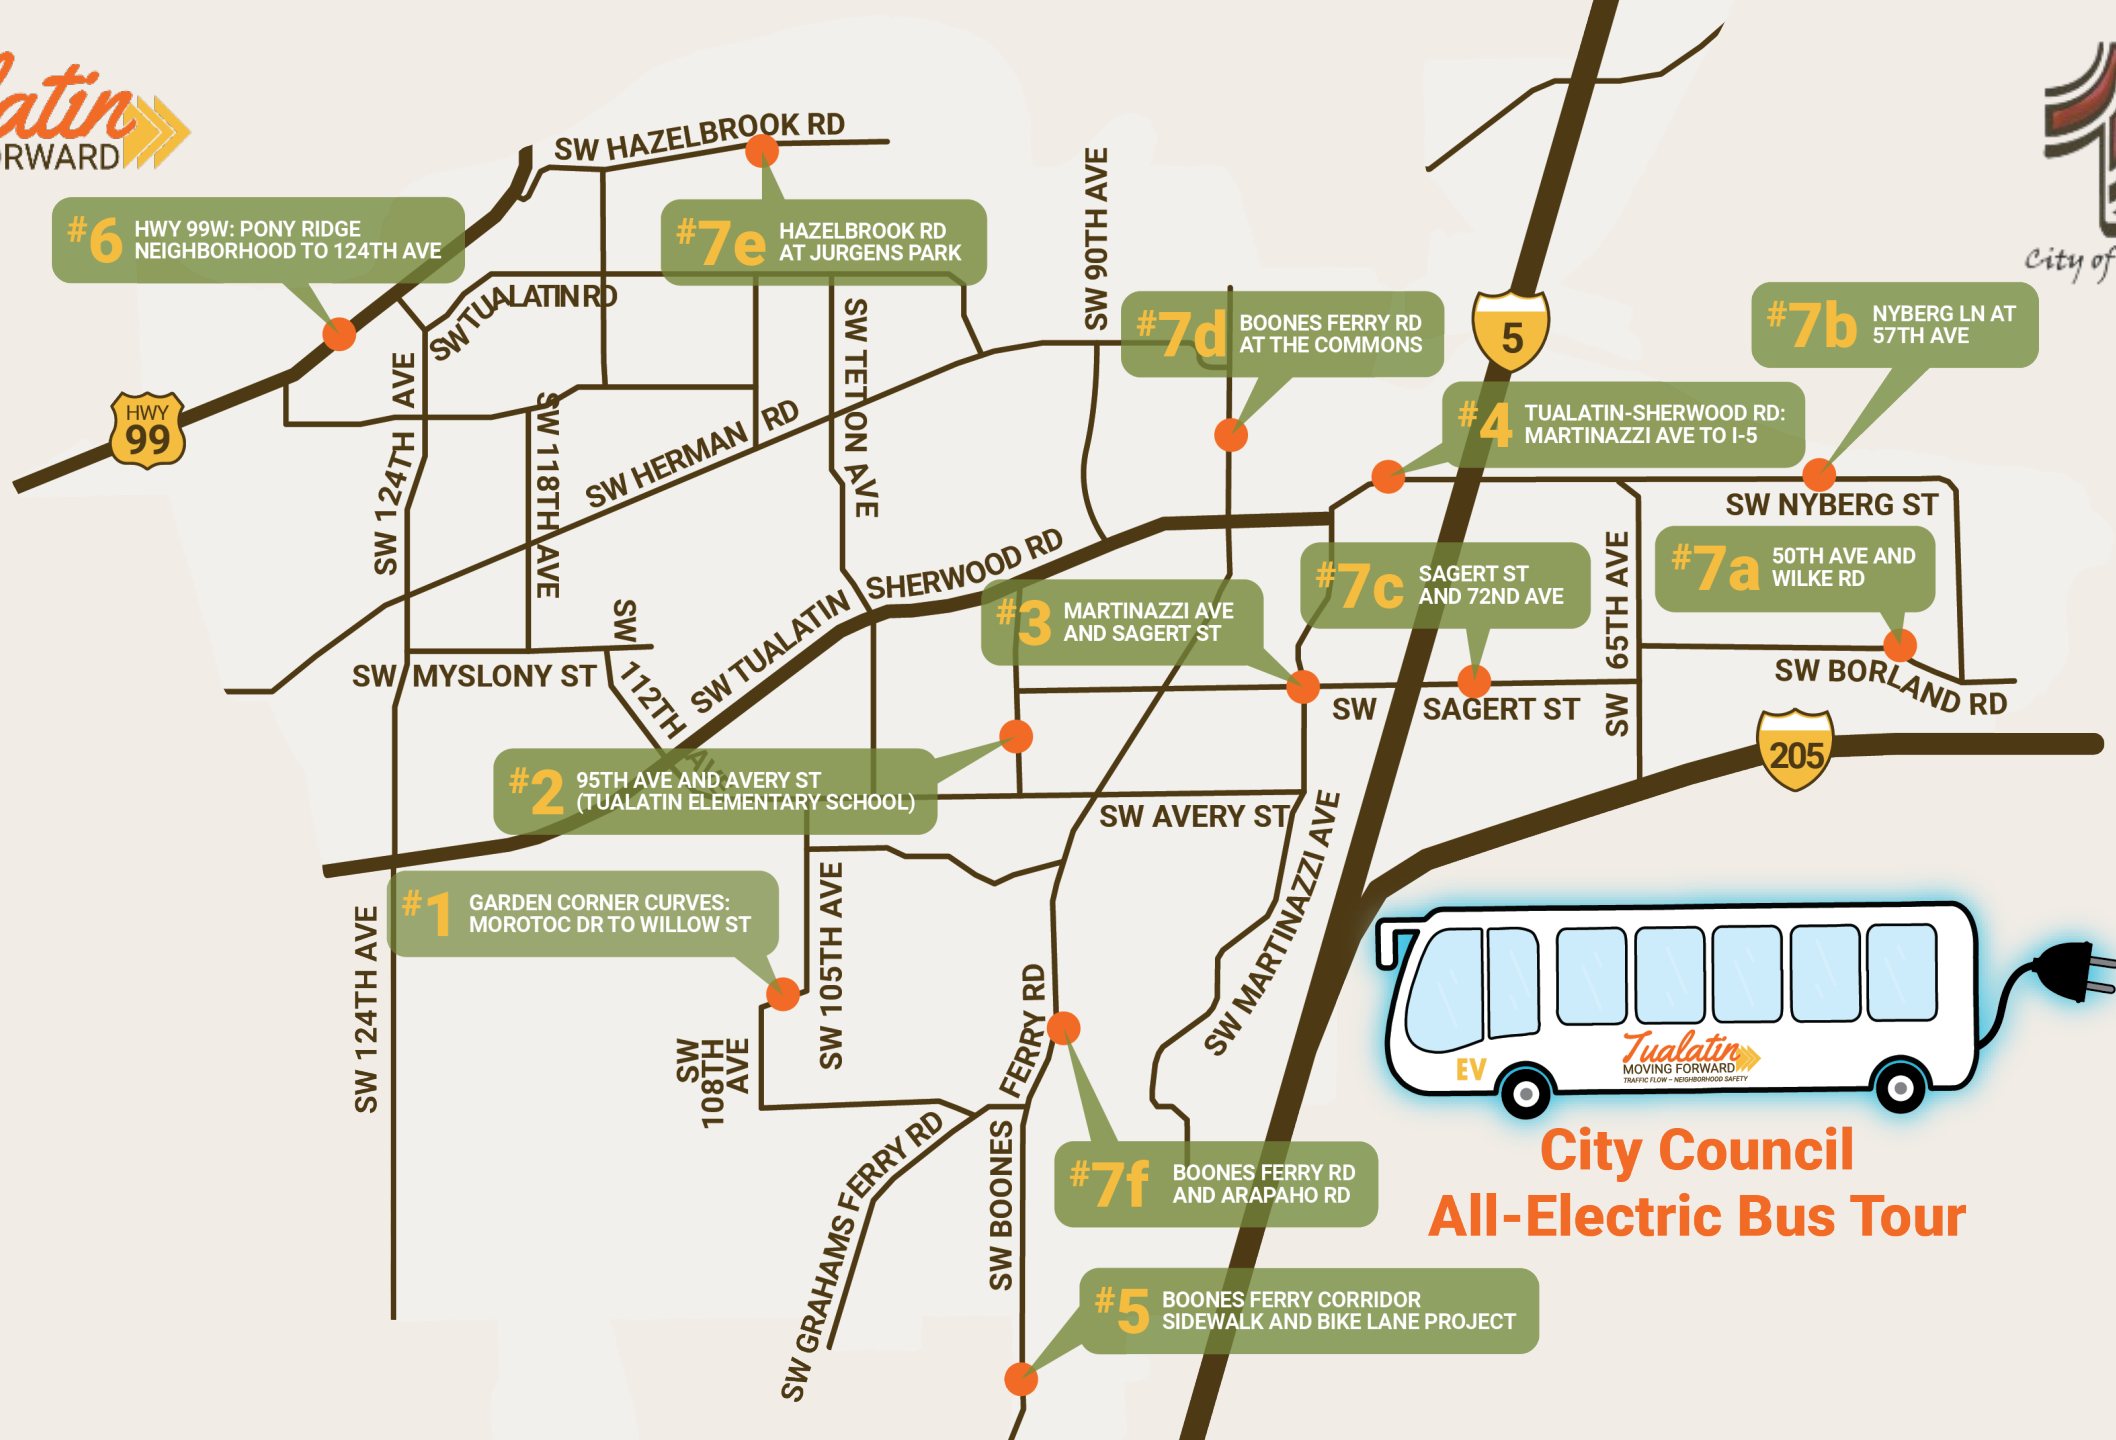 latin
ORWARD
City of
SW HAZELBROOK RD
#6 HWY 99W: PONY RIDGE
NEIGHBORHOOD TO 124TH AVE
#7e HAZELBROOK RD
AT JURGENS PARK
SW 90TH AVE
SW TUALATIN RD
SW TETON AVE
#7d BOONES FERRY RD
AT THE COMMONS
5
#7b NYBERG LN AT
57TH AVE
HWY
99
SW 124TH AVE
SW 118TH AVE
SW HERMAN RD
#4 TUALATIN-SHERWOOD RD:
MARTINAZZI AVE TO I-5
SW NYBERG ST
SW TUALATIN SHERWOOD RD
#3 MARTINAZZI AVE
AND SAGERT ST
#7c SAGERT ST
AND 72ND AVE
SW 65TH AVE
#7a 50TH AVE AND
WILKE RD
SW MYSLONY ST
SW 112TH AVE
SW SAGERT ST
SW BORLAND RD
205
#2 95TH AVE AND AVERY ST
(TUALATIN ELEMENTARY SCHOOL)
SW AVERY ST
SW MARTINAZZI AVE
#1 GARDEN CORNER CURVES:
MOROTOC DR TO WILLOW ST
SW 124TH AVE
SW 105TH AVE
SW
108TH
AVE
SW BOONES FERRY RD
SW GRAHAMS FERRY RD
#7f BOONES FERRY RD
AND ARAPAHO RD
#5 BOONES FERRY CORRIDOR
SIDEWALK AND BIKE LANE PROJECT
EV
Tualatin
MOVING FORWARD
TRAFFIC FLOW – NEIGHBORHOOD SAFETY
City Council
All-Electric Bus Tour